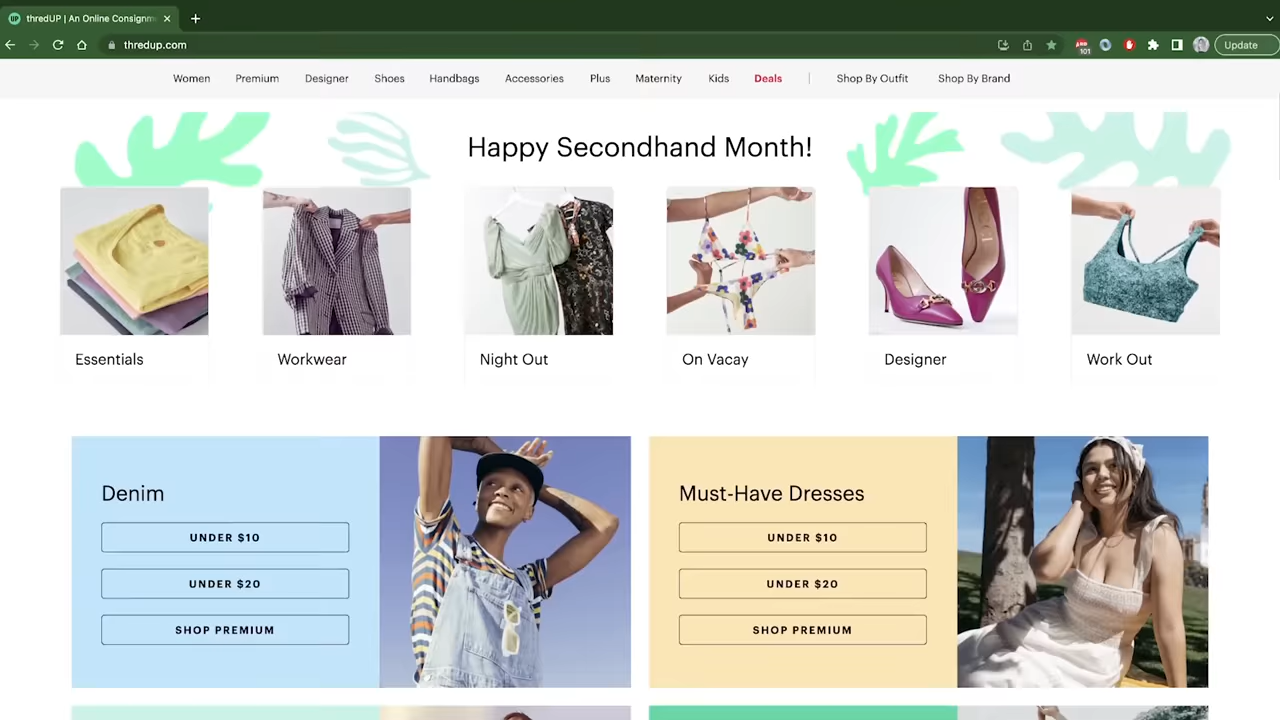 thredUP | An Online Consignm
thredup.com
101
Update
Women Premium Designer Shoes Handbags Accessories Plus Maternity Kids Deals Shop By Outfit Shop By Brand
Happy Secondhand Month!
Essentials Workwear Night Out On Vacay Designer Work Out
Denim
UNDER $10
UNDER $20
SHOP PREMIUM
Must-Have Dresses
UNDER $10
UNDER $20
SHOP PREMIUM